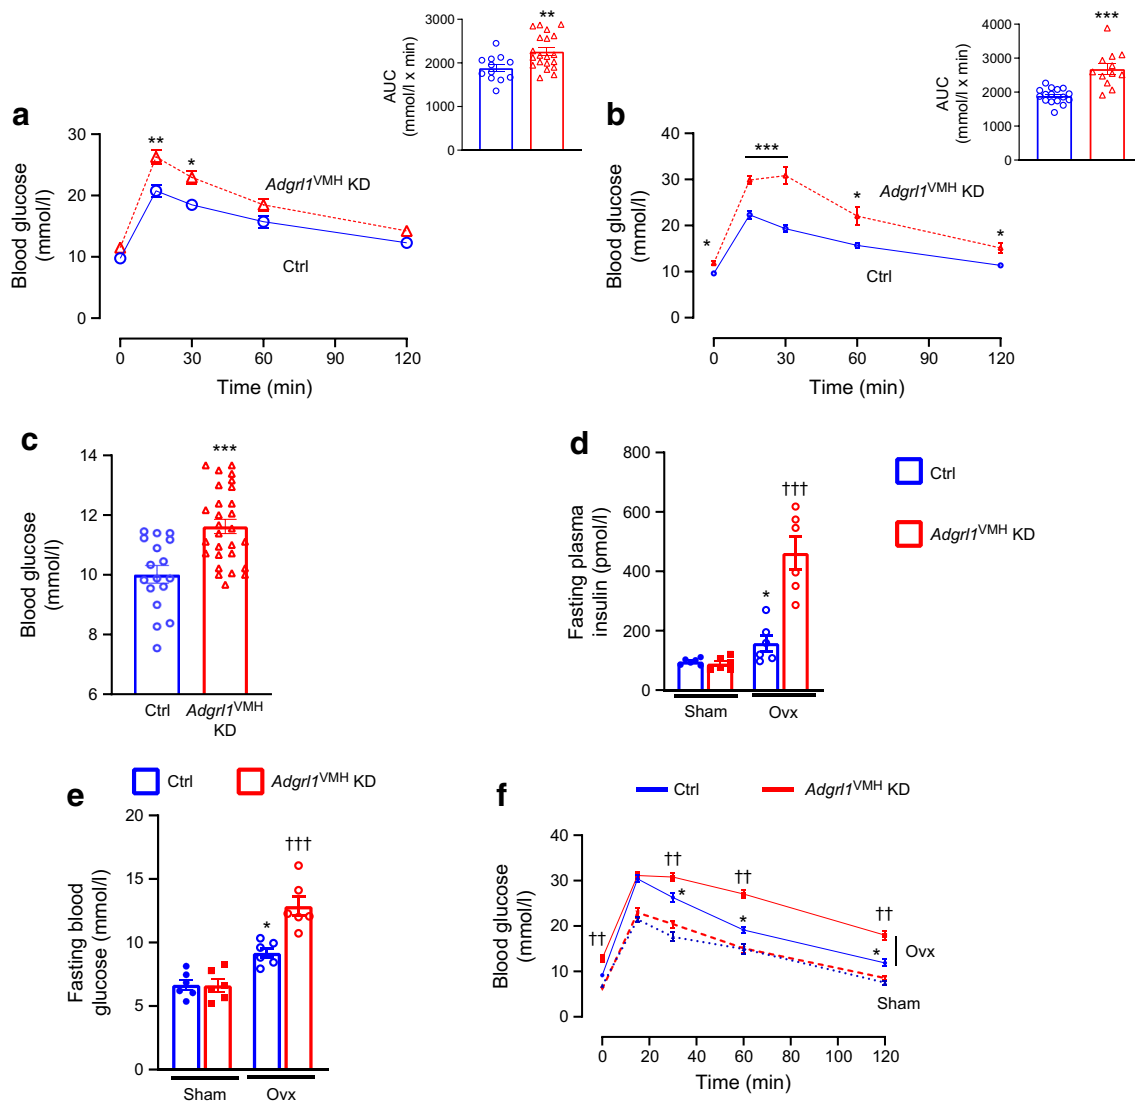 a
Blood glucose
(mmol/l)
30
20
10
0
**
*
Adgrl1VMH KD
Ctrl
0
30
60
90
120
Time (min)
AUC
(mmol/l x min)
3000
2000
1000
0
**
b
Blood glucose
(mmol/l)
40
30
20
10
0
*
***
*
*
Adgrl1VMH KD
Ctrl
0
30
60
90
120
Time (min)
AUC
(mmol/l x min)
4000
3000
2000
1000
0
***
c
Blood glucose
(mmol/l)
14
12
10
8
6
***
Ctrl
Adgrl1VMH
KD
d
Fasting plasma
insulin (pmol/l)
800
600
400
200
0
*
†††
Sham
Ovx
Ctrl
Adgrl1VMH KD
e
Ctrl
Adgrl1VMH KD
Fasting blood
glucose (mmol/l)
20
15
10
5
0
*
†††
Sham
Ovx
f
Ctrl
Adgrl1VMH KD
Blood glucose
(mmol/l)
40
30
20
10
0
††
††
*
††
*
††
*
Ovx
Sham
0
20
40
60
80
100
120
Time (min)